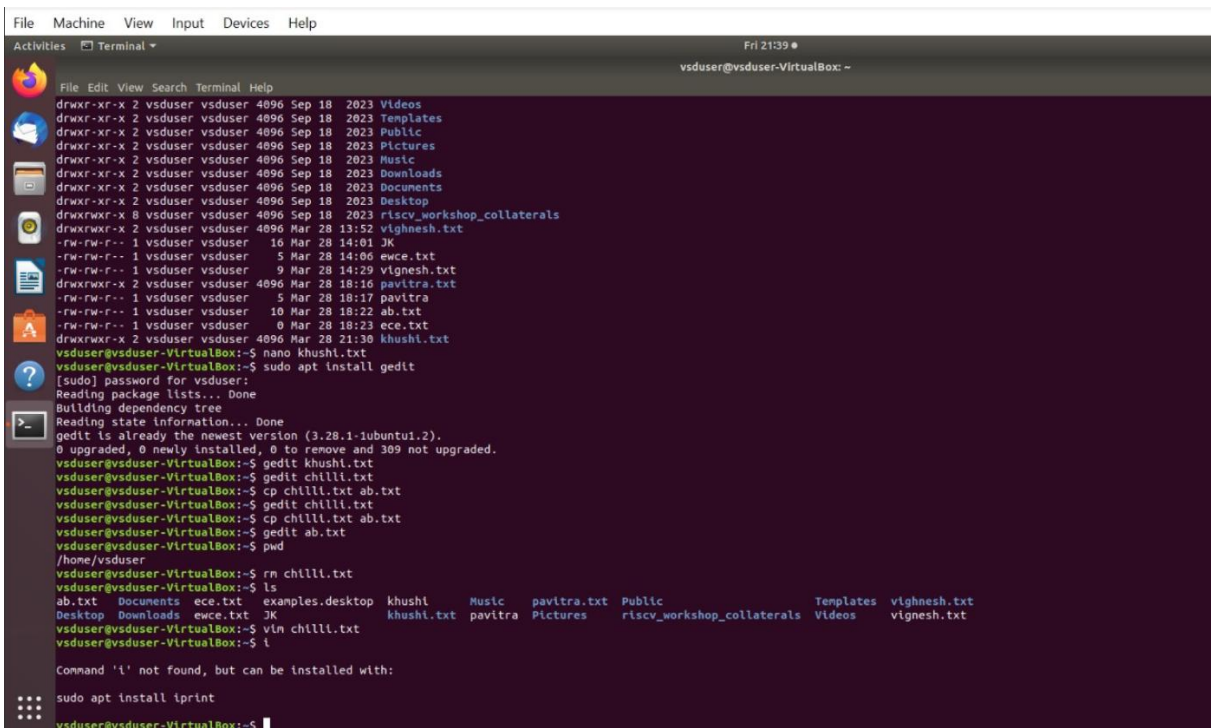 File Machine View Input Devices Help
Activities Terminal Fri 21:39
vsduser@vsduser-VirtualBox: ~
File Edit View Search Terminal Help
drwxr-xr-x 2 vsduser vsduser 4096 Sep 18 2023 Videos
drwxr-xr-x 2 vsduser vsduser 4096 Sep 18 2023 Templates
drwxr-xr-x 2 vsduser vsduser 4096 Sep 18 2023 Public
drwxr-xr-x 2 vsduser vsduser 4096 Sep 18 2023 Pictures
drwxr-xr-x 2 vsduser vsduser 4096 Sep 18 2023 Music
drwxr-xr-x 2 vsduser vsduser 4096 Sep 18 2023 Downloads
drwxr-xr-x 2 vsduser vsduser 4096 Sep 18 2023 Documents
drwxr-xr-x 2 vsduser vsduser 4096 Sep 18 2023 Desktop
drwxrwxr-x 8 vsduser vsduser 4096 Sep 18 2023 riscv_workshop_collaterals
drwxrwxr-x 2 vsduser vsduser 4096 Mar 28 13:52 vighnesh.txt
-rw-rw-r-- 1 vsduser vsduser 16 Mar 28 14:01 JK
-rw-rw-r-- 1 vsduser vsduser 5 Mar 28 14:06 ewce.txt
-rw-rw-r-- 1 vsduser vsduser 9 Mar 28 14:29 vignesh.txt
drwxrwxr-x 2 vsduser vsduser 4096 Mar 28 18:16 pavitra.txt
-rw-rw-r-- 1 vsduser vsduser 5 Mar 28 18:17 pavitra
-rw-rw-r-- 1 vsduser vsduser 10 Mar 28 18:22 ab.txt
-rw-rw-r-- 1 vsduser vsduser 0 Mar 28 18:23 ece.txt
drwxrwxr-x 2 vsduser vsduser 4096 Mar 28 21:30 khushi.txt
vsduser@vsduser-VirtualBox:~$ nano khushi.txt
vsduser@vsduser-VirtualBox:~$ sudo apt install gedit
[sudo] password for vsduser:
Reading package lists... Done
Building dependency tree
Reading state information... Done
gedit is already the newest version (3.28.1-1ubuntu1.2).
0 upgraded, 0 newly installed, 0 to remove and 309 not upgraded.
vsduser@vsduser-VirtualBox:~$ gedit khushi.txt
vsduser@vsduser-VirtualBox:~$ gedit chilli.txt
vsduser@vsduser-VirtualBox:~$ cp chilli.txt ab.txt
vsduser@vsduser-VirtualBox:~$ gedit chilli.txt
vsduser@vsduser-VirtualBox:~$ cp chilli.txt ab.txt
vsduser@vsduser-VirtualBox:~$ gedit ab.txt
vsduser@vsduser-VirtualBox:~$ pwd
/home/vsduser
vsduser@vsduser-VirtualBox:~$ rm chilli.txt
vsduser@vsduser-VirtualBox:~$ ls
ab.txt Documents ece.txt examples.desktop khushi Music pavitra.txt Public Templates vighnesh.txt
Desktop Downloads ewce.txt JK khushi.txt pavitra Pictures riscv_workshop_collaterals Videos vignesh.txt
vsduser@vsduser-VirtualBox:~$ vim chilli.txt
vsduser@vsduser-VirtualBox:~$ i
Command 'i' not found, but can be installed with:
sudo apt install iprint
vsduser@vsduser-VirtualBox:~$